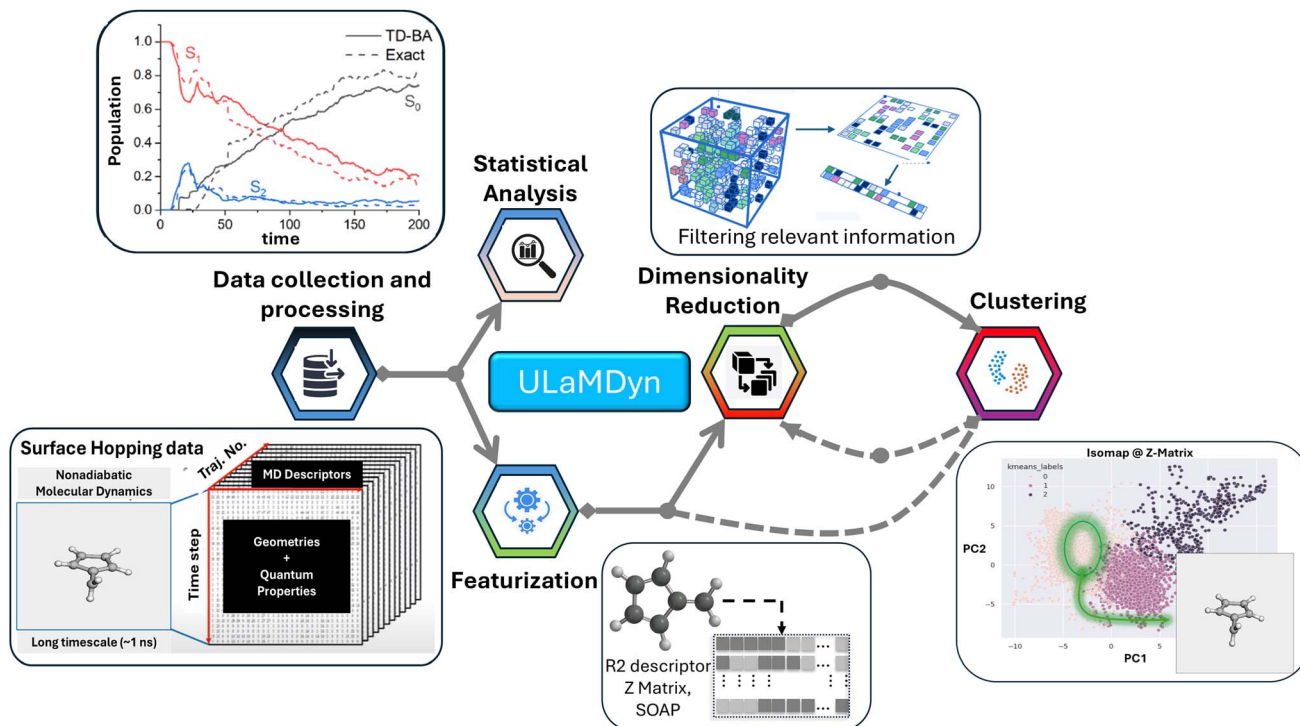 1.0
0.8
0.6
0.4
0.2
0.0
Population
0
50
100
150
200
time
TD-BA
Exact
S1
S0
S2
Statistical
Analysis
Filtering relevant information
Data collection and
processing
Dimensionality
Reduction
Clustering
ULaMDyn
Surface Hopping data
Nonadiabatic
Molecular Dynamics
Long timescale (~1 ns)
Traj. No.
MD Descriptors
Time step
Geometries
+
Quantum
Properties
Featurization
R2 descriptor
Z Matrix,
SOAP
Isomap @ Z-Matrix
kmeans_labels
0
1
2
10
5
0
−5
PC2
−10
−5
0
5
10
PC1